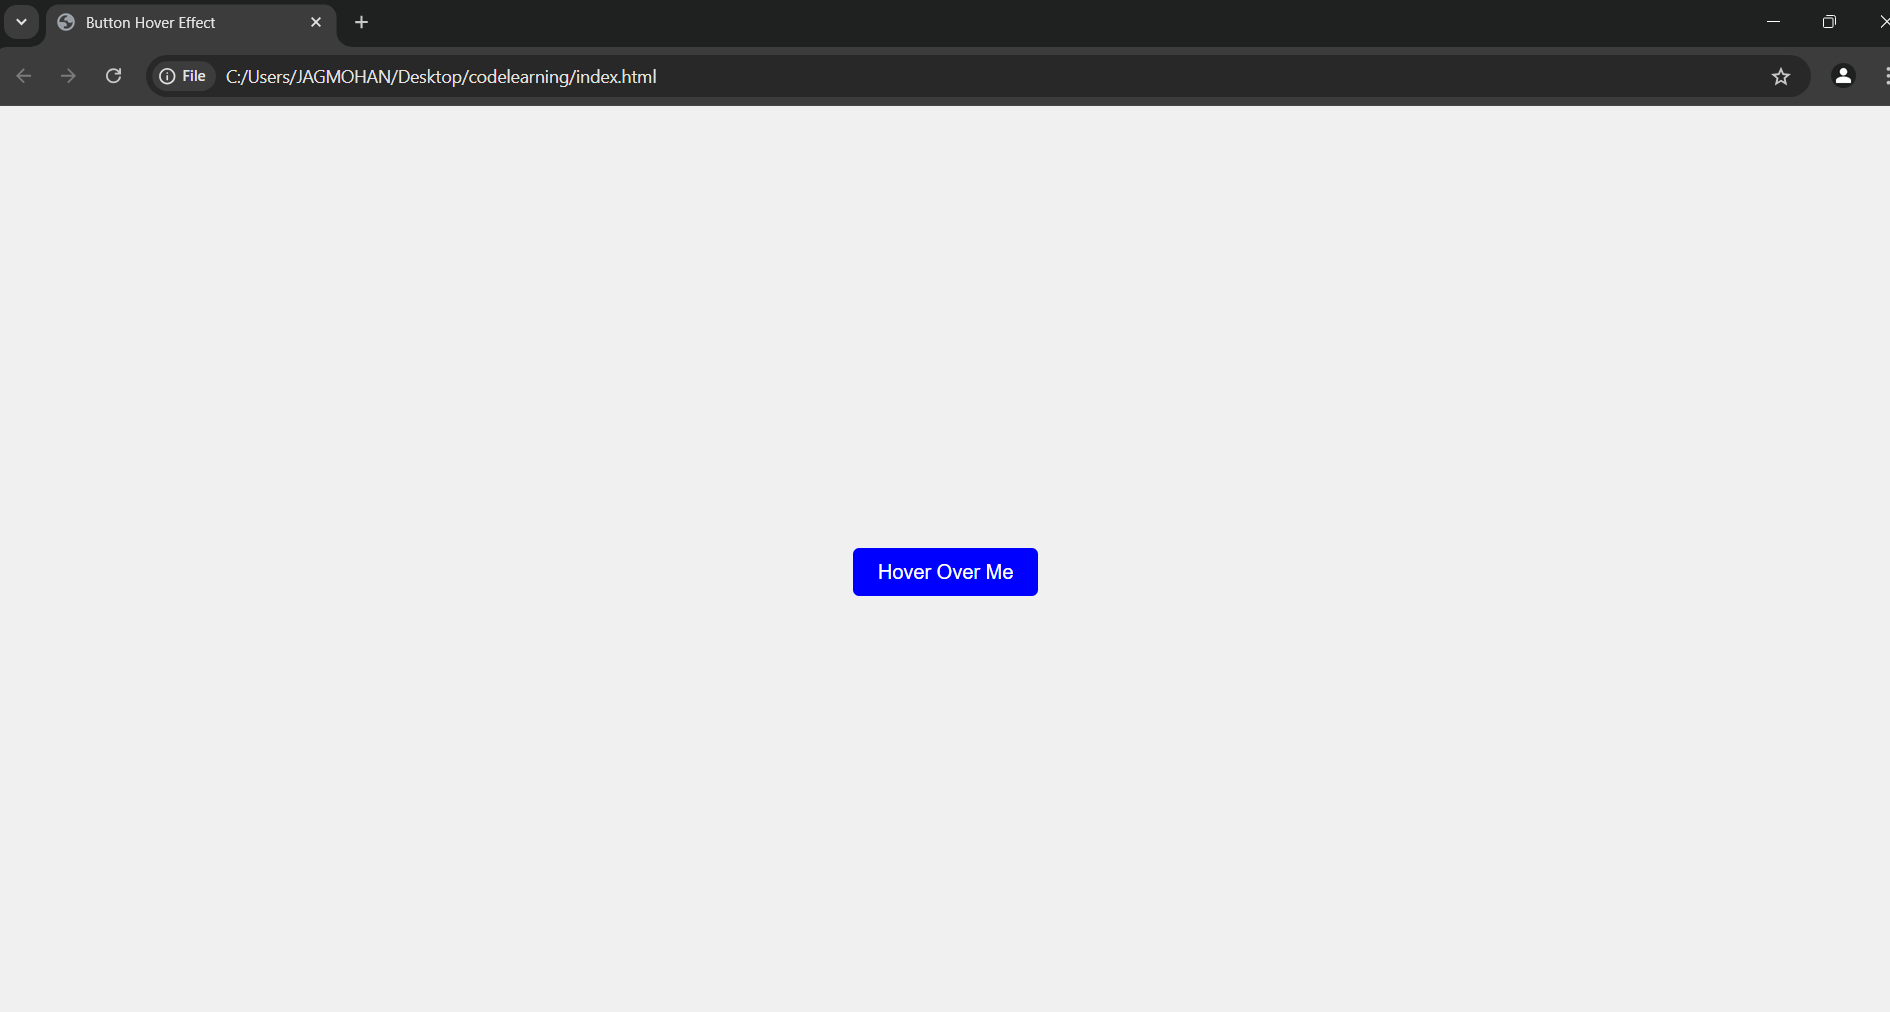 Button Hover Effect
File C:/Users/JAGMOHAN/Desktop/codelearning/index.html
Hover Over Me